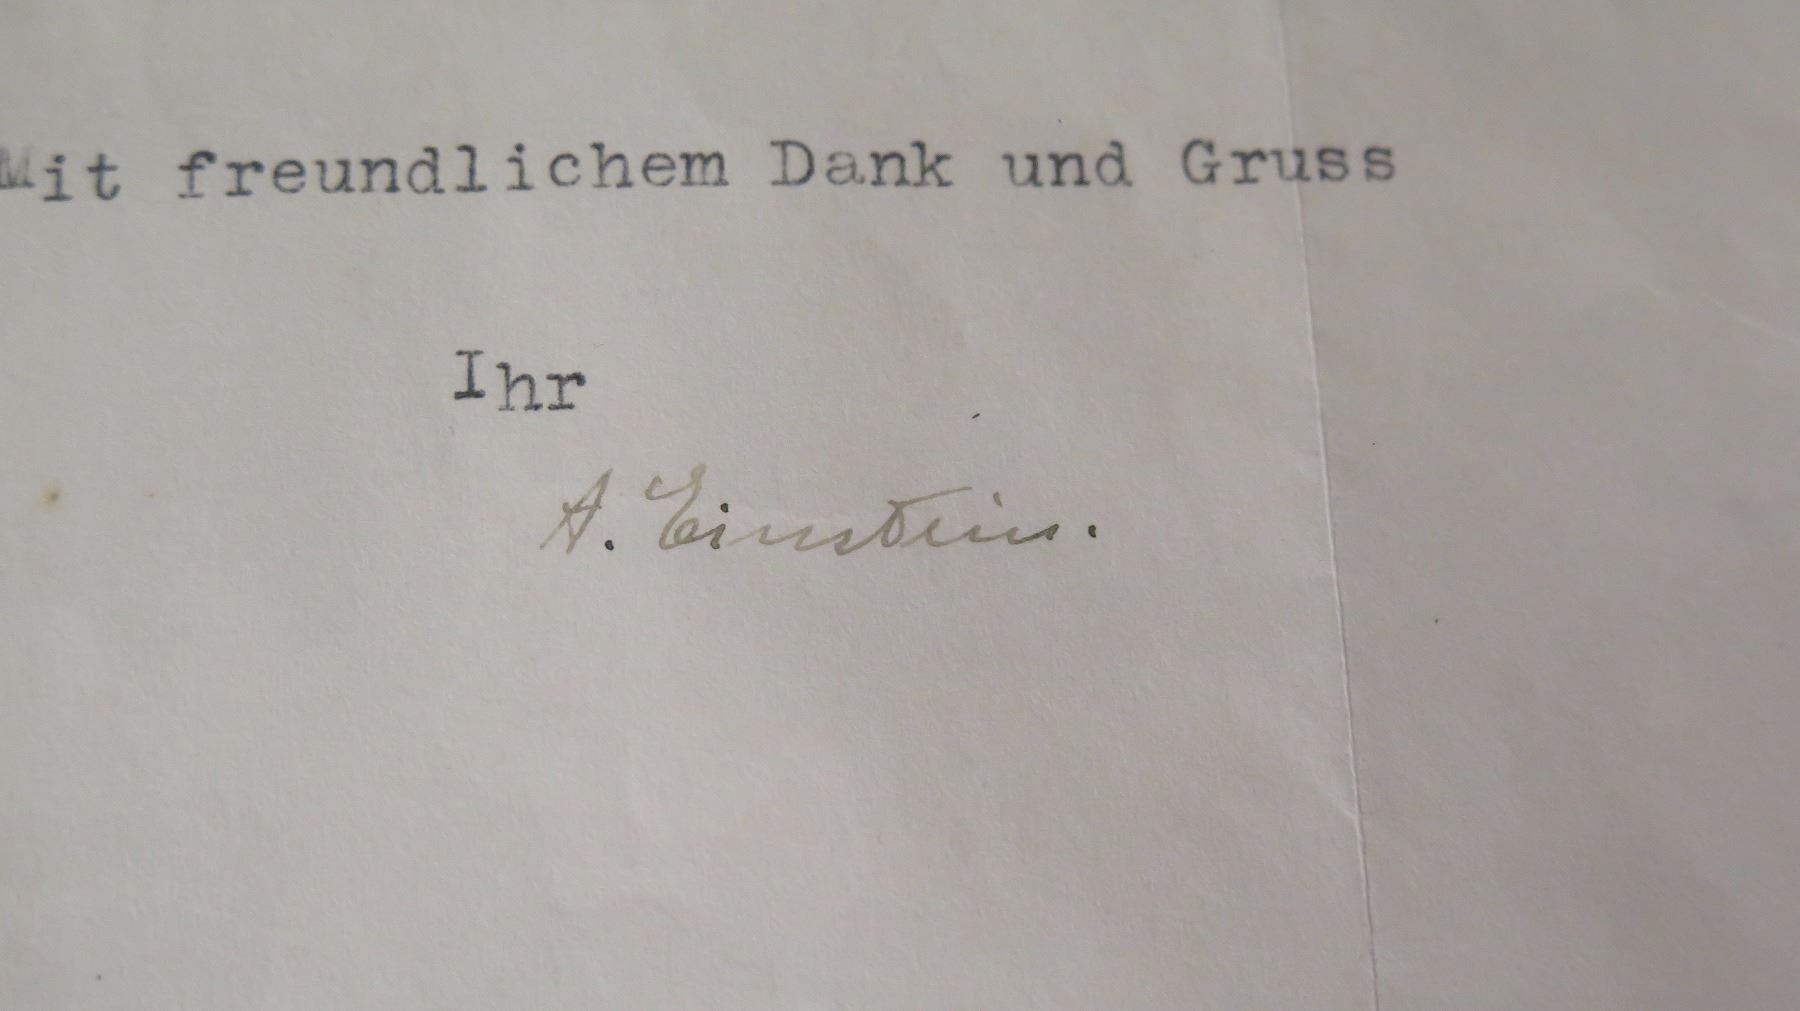 Mit freundlichem Dank und Gruss
Ihr
A. Einstein.